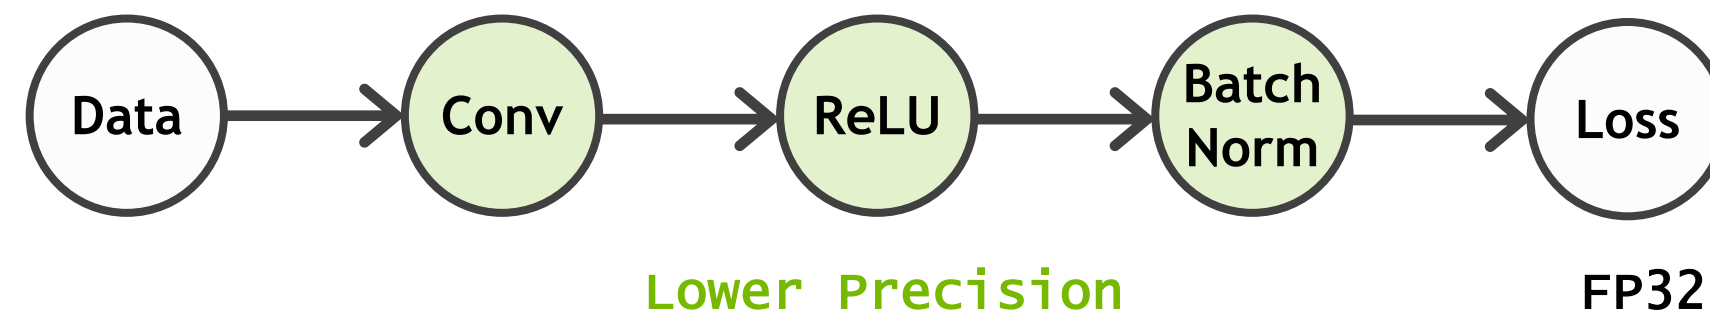 Data
Conv
ReLU
Batch
Norm
Loss
Lower Precision
FP32